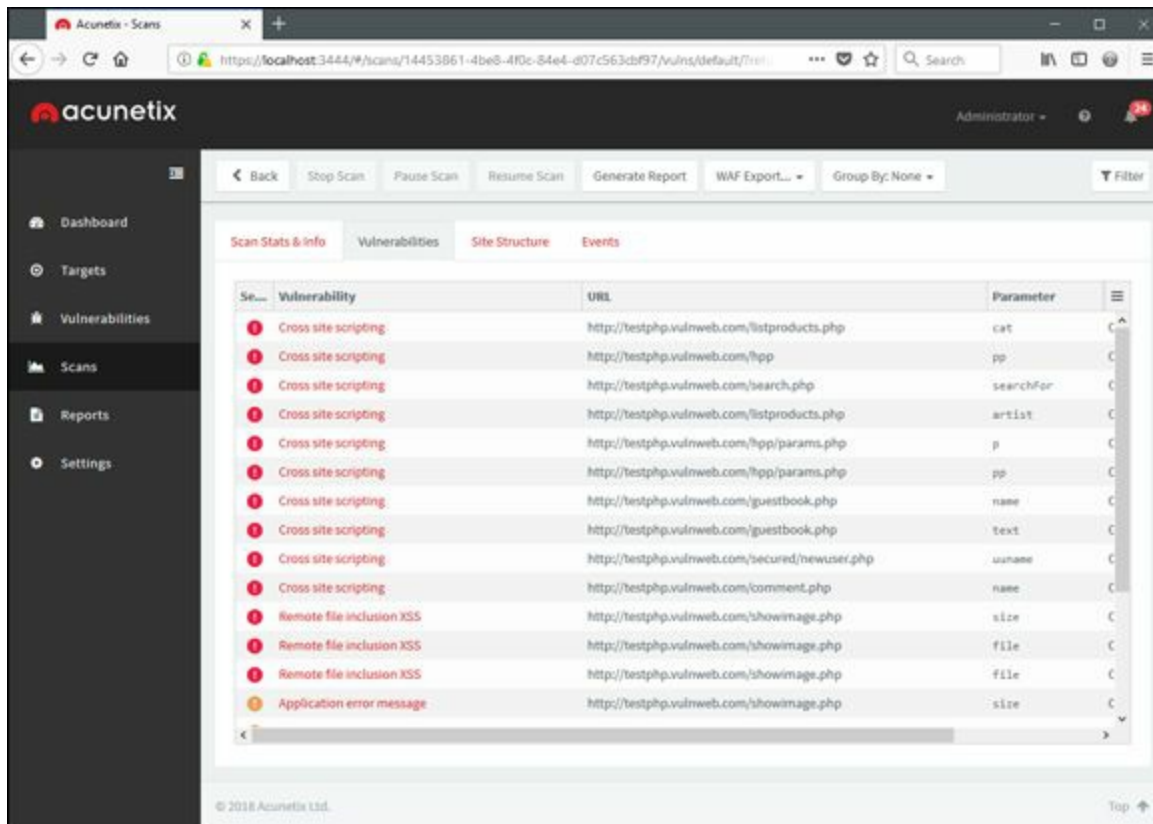 Acunetix - Scans
https://localhost:3444/#/scans/14453861-4be8-4f0c-84e4-d07c563cbf97/vulns/default/
Search
acunetix
Administrator
24
Back Stop Scan Pause Scan Resume Scan Generate Report WAF Export... Group By: None Filter
Dashboard
Targets
Vulnerabilities
Scans
Reports
Settings
Scan Stats & Info Vulnerabilities Site Structure Events
Se... Vulnerability URL Parameter
Cross site scripting http://testphp.vulnweb.com/listproducts.php cat
Cross site scripting http://testphp.vulnweb.com/hpp pp
Cross site scripting http://testphp.vulnweb.com/search.php searchFor
Cross site scripting http://testphp.vulnweb.com/listproducts.php artist
Cross site scripting http://testphp.vulnweb.com/hpp/params.php p
Cross site scripting http://testphp.vulnweb.com/hpp/params.php pp
Cross site scripting http://testphp.vulnweb.com/guestbook.php name
Cross site scripting http://testphp.vulnweb.com/guestbook.php text
Cross site scripting http://testphp.vulnweb.com/secured/newuser.php uuname
Cross site scripting http://testphp.vulnweb.com/comment.php name
Remote file inclusion XSS http://testphp.vulnweb.com/showimage.php size
Remote file inclusion XSS http://testphp.vulnweb.com/showimage.php file
Remote file inclusion XSS http://testphp.vulnweb.com/showimage.php file
Application error message http://testphp.vulnweb.com/showimage.php size
© 2018 Acunetix Ltd. Top